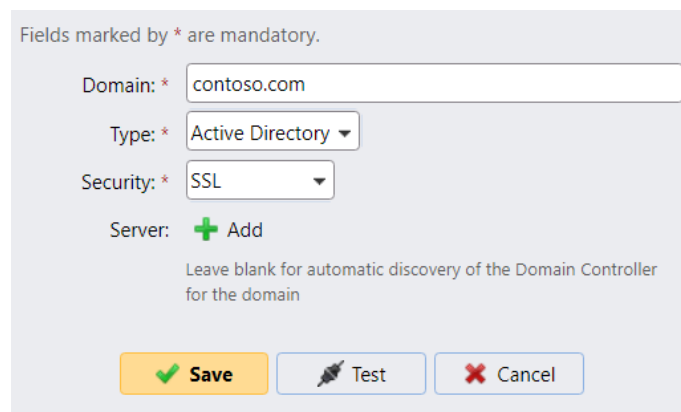 Fields marked by * are mandatory.
Domain: * contoso.com
Type: * Active Directory
Security: * SSL
Server: Add
Leave blank for automatic discovery of the Domain Controller
for the domain
Save Test Cancel